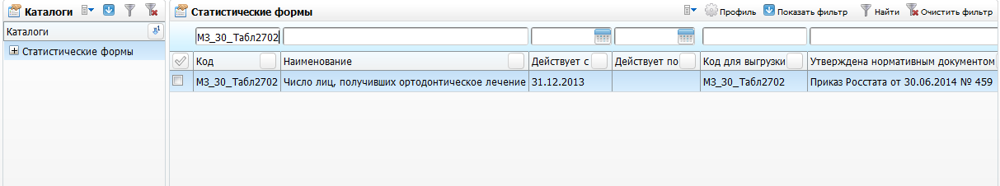 Каталоги
Статистические формы
Профиль Показать фильтр Найти Очистить фильтр
Каталоги
МЗ_30_Табл2702
Статистические формы
Код Наименование Действует с Действует по Код для выгрузки Утверждена нормативным документом
МЗ_30_Табл2702 Число лиц, получивших ортодонтическое лечение 31.12.2013 МЗ_30_Табл2702 Приказ Росстата от 30.06.2014 № 459